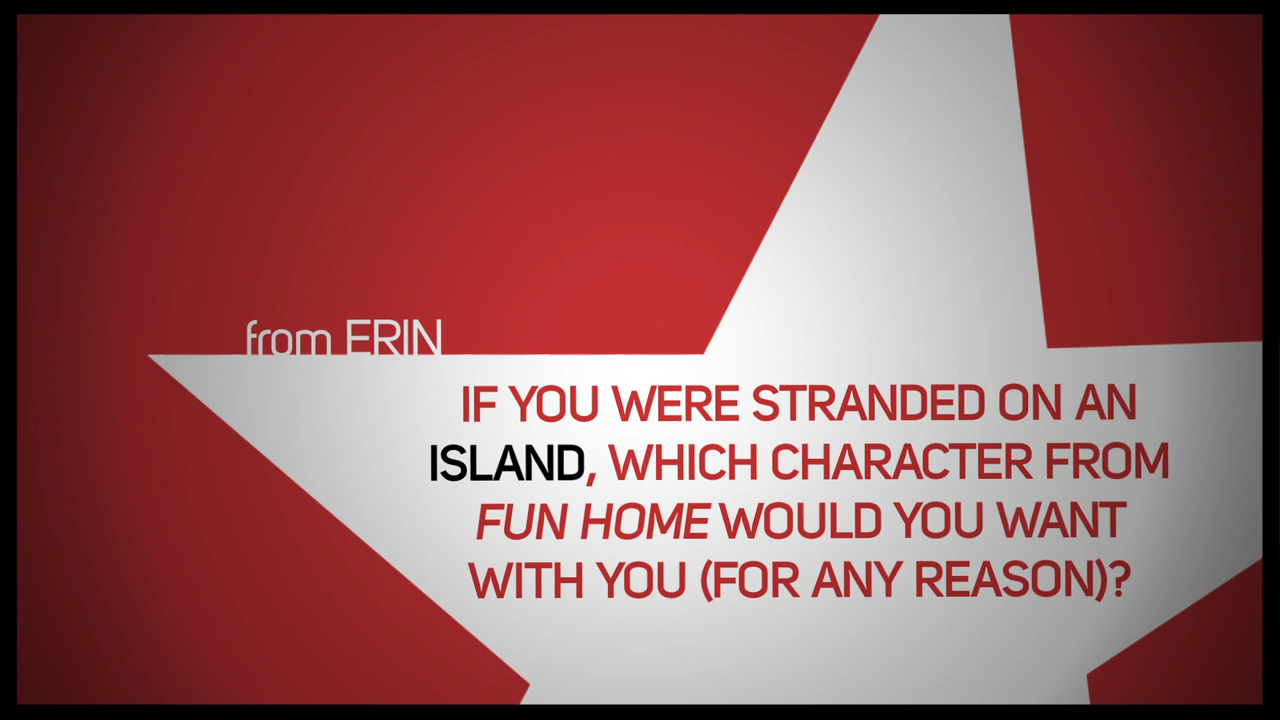 from ERIN
IF YOU WERE STRANDED ON AN
ISLAND, WHICH CHARACTER FROM
FUN HOME WOULD YOU WANT
WITH YOU (FOR ANY REASON)?